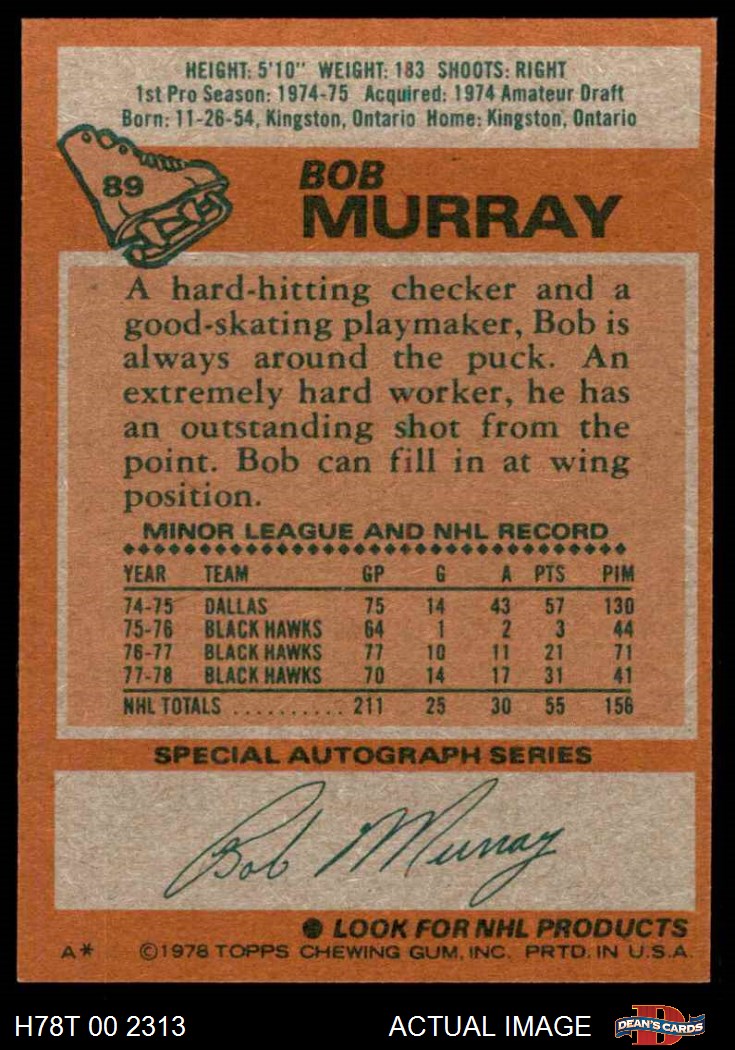 HEIGHT: 5'10" WEIGHT: 183 SHOOTS: RIGHT
1st Pro Season: 1974-75 Acquired: 1974 Amateur Draft
Born: 11-26-54, Kingston, Ontario Home: Kingston, Ontario
89
BOB
MURRAY
A hard-hitting checker and a
good-skating playmaker, Bob is
always around the puck. An
extremely hard worker, he has
an outstanding shot from the
point. Bob can fill in at wing
position.
MINOR LEAGUE AND NHL RECORD
YEAR TEAM GP G A PTS PIM
74-75 DALLAS 75 14 43 57 130
75-76 BLACK HAWKS 64 1 2 3 44
76-77 BLACK HAWKS 77 10 11 21 71
77-78 BLACK HAWKS 70 14 17 31 41
NHL TOTALS .......... 211 25 30 55 156
SPECIAL AUTOGRAPH SERIES
Bob Murray
● LOOK FOR NHL PRODUCTS
A* ©1978 TOPPS CHEWING GUM, INC. PRTD. IN U.S.A.
H78T 00 2313 ACTUAL IMAGE D DEAN'S CARDS